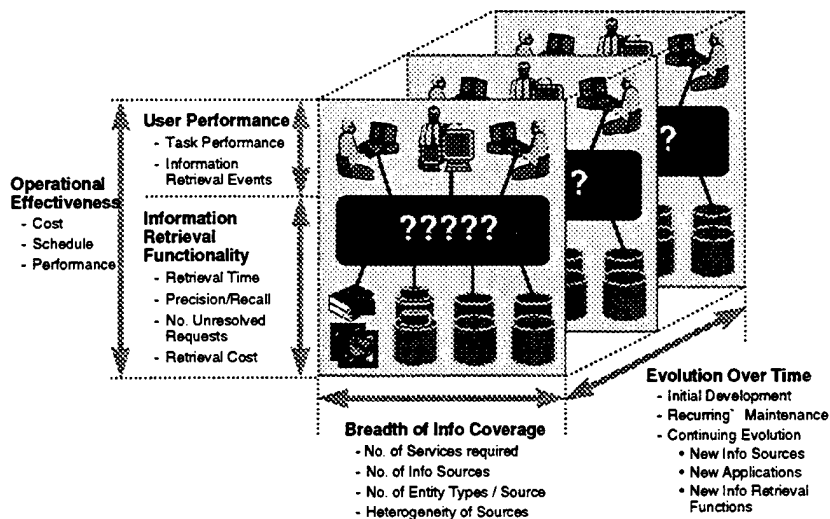 User Performance
- Task Performance
- Information
Retrieval Events
Operational
Effectiveness
- Cost
- Schedule
- Performance
Information
Retrieval
Functionality
- Retrieval Time
- Precision/Recall
- No. Unresolved
Requests
- Retrieval Cost
?????
?
?
Breadth of Info Coverage
- No. of Services required
- No. of Info Sources
- No. of Entity Types / Source
- Heterogeneity of Sources
Evolution Over Time
- Initial Development
- Recurring` Maintenance
- Continuing Evolution
• New Info Sources
• New Applications
• New Info Retrieval
Functions